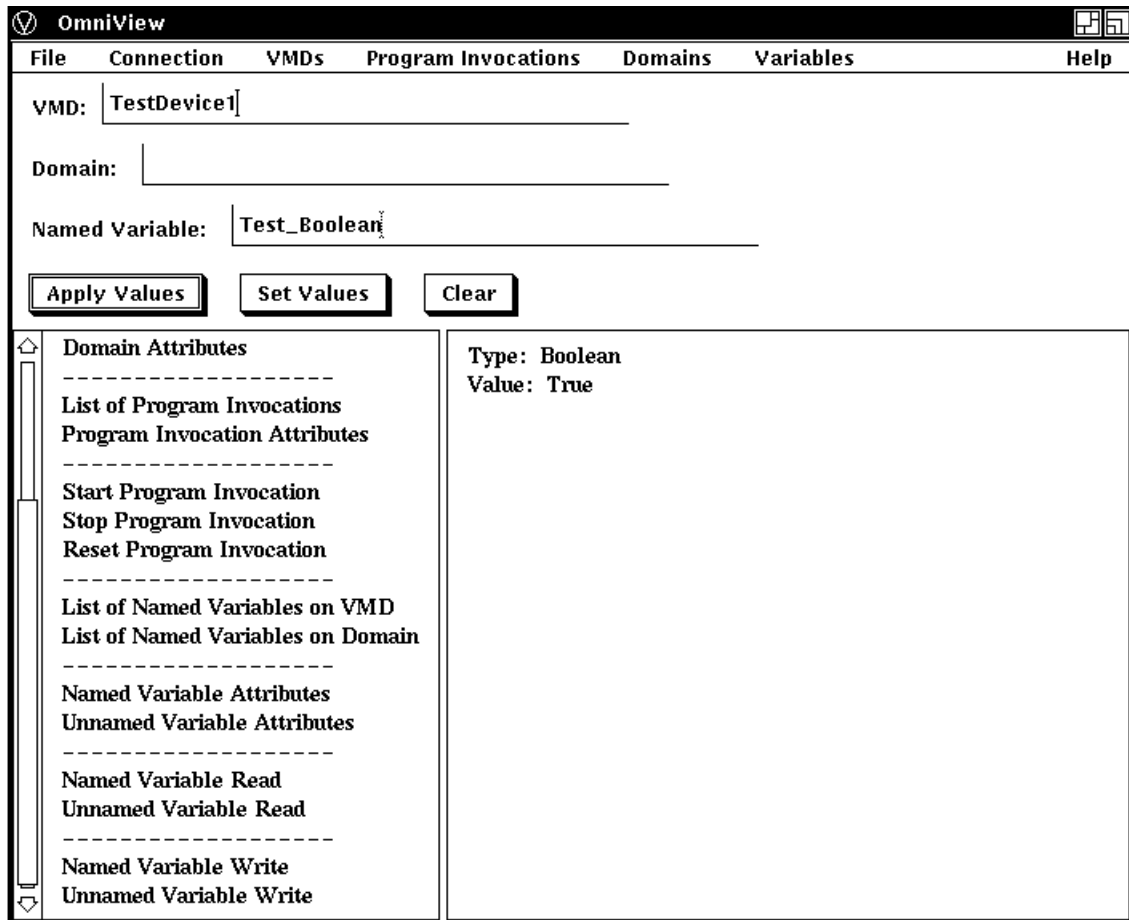 OmniView
File Connection VMDs Program Invocations Domains Variables Help
VMD: TestDevice1
Domain:
Named Variable: Test_Boolean
Apply Values Set Values Clear
Domain Attributes
-------------------
List of Program Invocations
Program Invocation Attributes
-------------------
Start Program Invocation
Stop Program Invocation
Reset Program Invocation
-------------------
List of Named Variables on VMD
List of Named Variables on Domain
-------------------
Named Variable Attributes
Unnamed Variable Attributes
-------------------
Named Variable Read
Unnamed Variable Read
-------------------
Named Variable Write
Unnamed Variable Write
Type: Boolean
Value: True